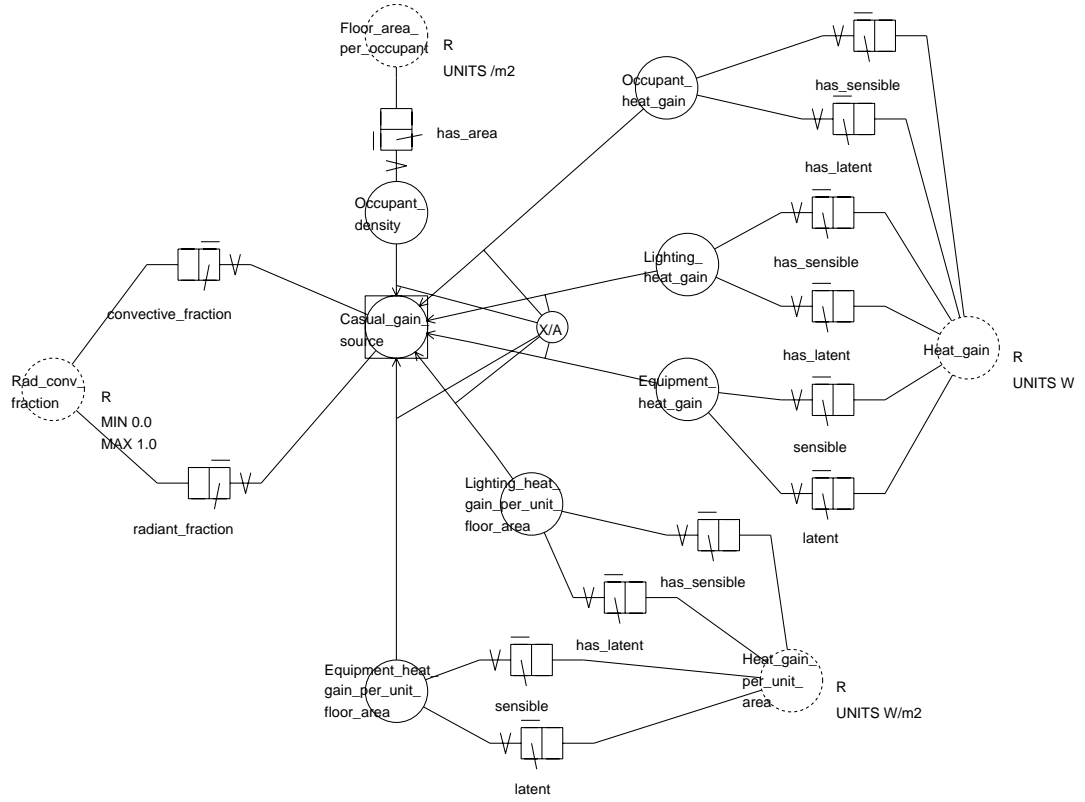 Floor_area_
per_occupant
R
UNITS /m2
has_area
Occupant_
density
Occupant_
heat_gain
has_sensible
has_latent
Lighting_
heat_gain
has_sensible
has_latent
convective_fraction
Casual_gain_
source
X/A
Heat_gain
R
UNITS W
Rad_conv_
fraction
R
MIN 0.0
MAX 1.0
Equipment_
heat_gain
sensible
latent
radiant_fraction
Lighting_heat_
gain_per_unit_
floor_area
has_sensible
has_latent
Equipment_heat_
gain_per_unit_
floor_area
sensible
latent
Heat_gain_
per_unit_
area
R
UNITS W/m2